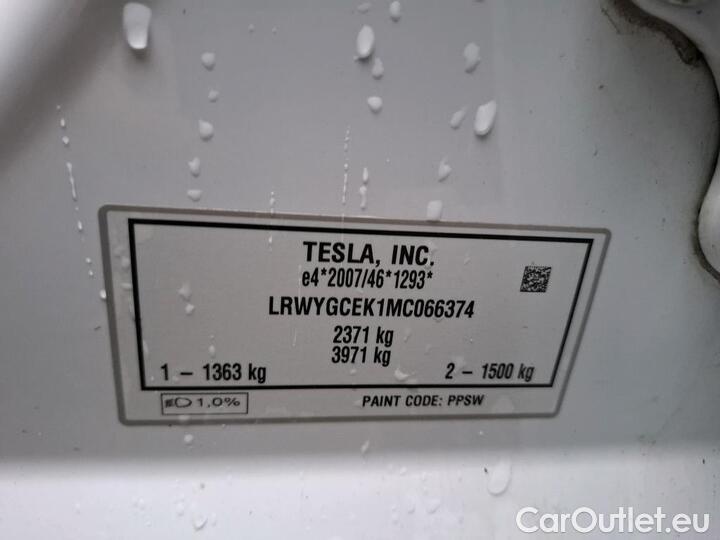 TESLA, INC.
e4*2007/46*1293*
LRWYGCEK1MC066374
2371 kg
3971 kg
1 – 1363 kg
2 – 1500 kg
1,0%
PAINT CODE: PPSW
CarOutlet.eu